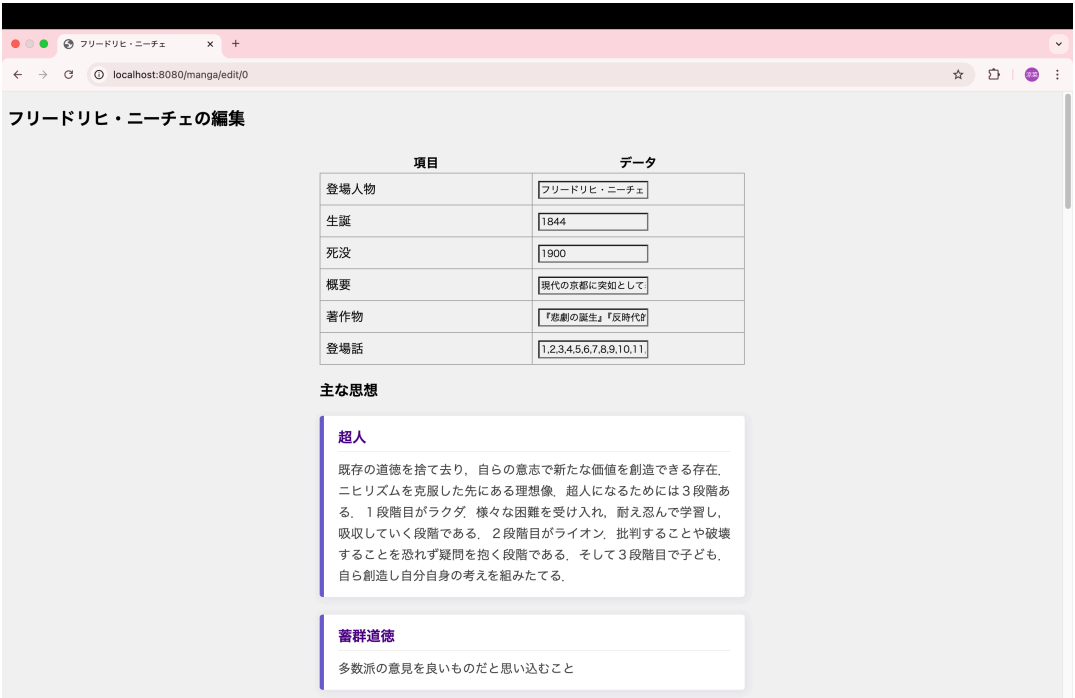 フリードリヒ・ニーチェ
localhost:8080/manga/edit/0
フリードリヒ・ニーチェの編集
項目 データ
登場人物 フリードリヒ・ニーチェ
生誕 1844
死没 1900
概要 現代の京都に突如として
著作物 『悲劇の誕生』『反時代的
登場話 1,2,3,4,5,6,7,8,9,10,11,
主な思想
超人
既存の道徳を捨て去り，自らの意志で新たな価値を創造できる存在．
ニヒリズムを克服した先にある理想像．超人になるためには３段階あ
る．１段階目がラクダ．様々な困難を受け入れ，耐え忍んで学習し，
吸収していく段階である．２段階目がライオン．批判することや破壊
することを恐れず疑問を抱く段階である．そして３段階目で子ども．
自ら創造し自分自身の考えを組みたてる．
蓄群道徳
多数派の意見を良いものだと思い込むこと